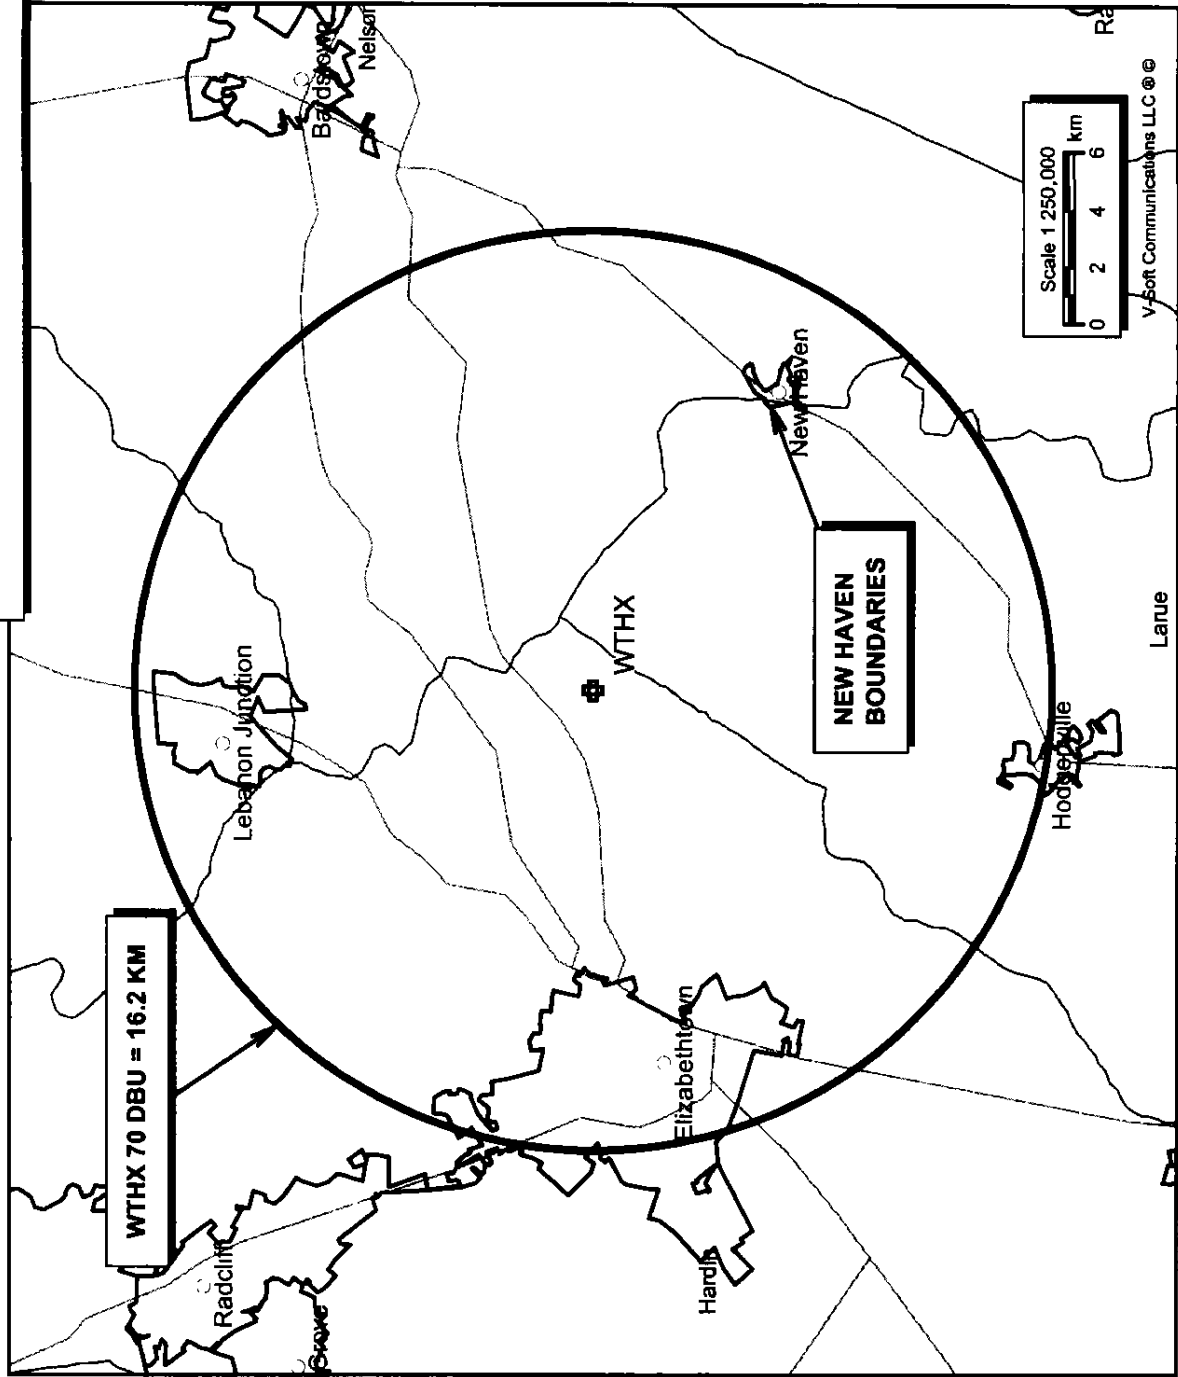 WTHX 70 DBU = 16.2 KM
Radcliff
Grove
Hardin
Elizabethtown
Lebanon Junction
WTHX
NEW HAVEN
BOUNDARIES
New Haven
Hodgenville
Larue
Bardstown
Nelson
Ra
Scale 1 250,000
km
0 2 4 6
V-Soft Communications LLC ® ©